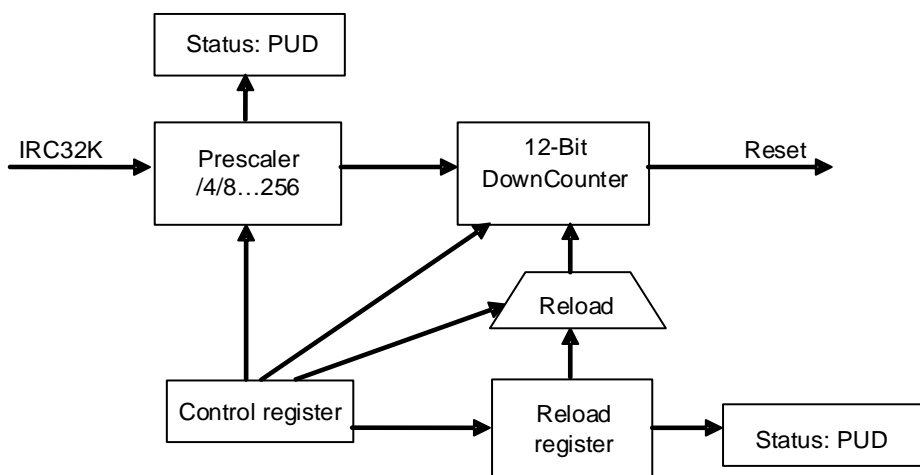 Status: PUD
IRC32K
Prescaler
/4/8…256
12-Bit
DownCounter
Reset
Reload
Control register
Reload
register
Status: PUD